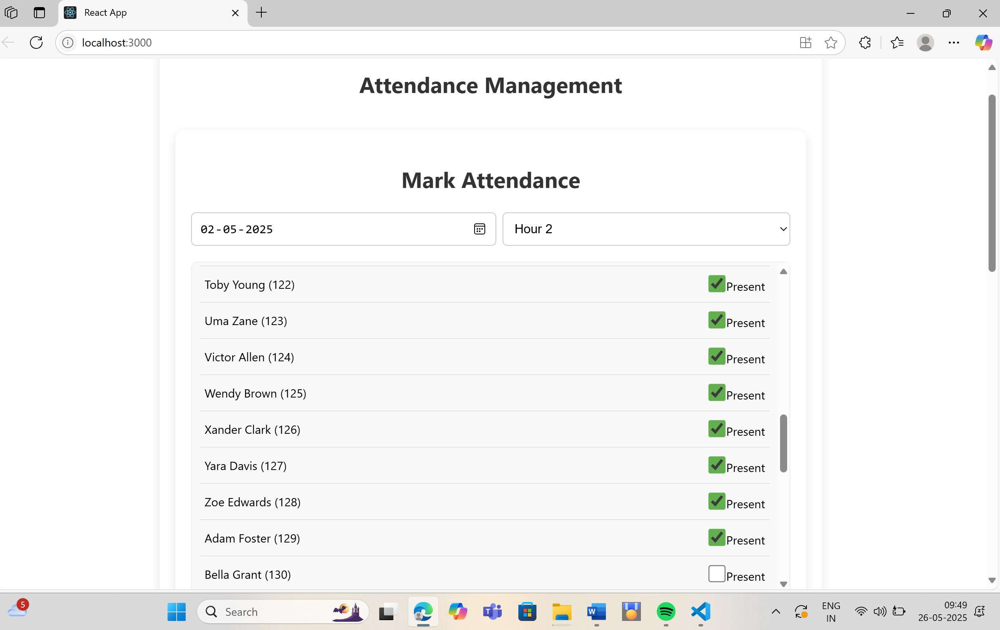 React App
localhost:3000
Attendance Management
Mark Attendance
02-05-2025
Hour 2
Toby Young (122) Present
Uma Zane (123) Present
Victor Allen (124) Present
Wendy Brown (125) Present
Xander Clark (126) Present
Yara Davis (127) Present
Zoe Edwards (128) Present
Adam Foster (129) Present
Bella Grant (130) Present
5
Search
ENG
IN
09:49
26-05-2025